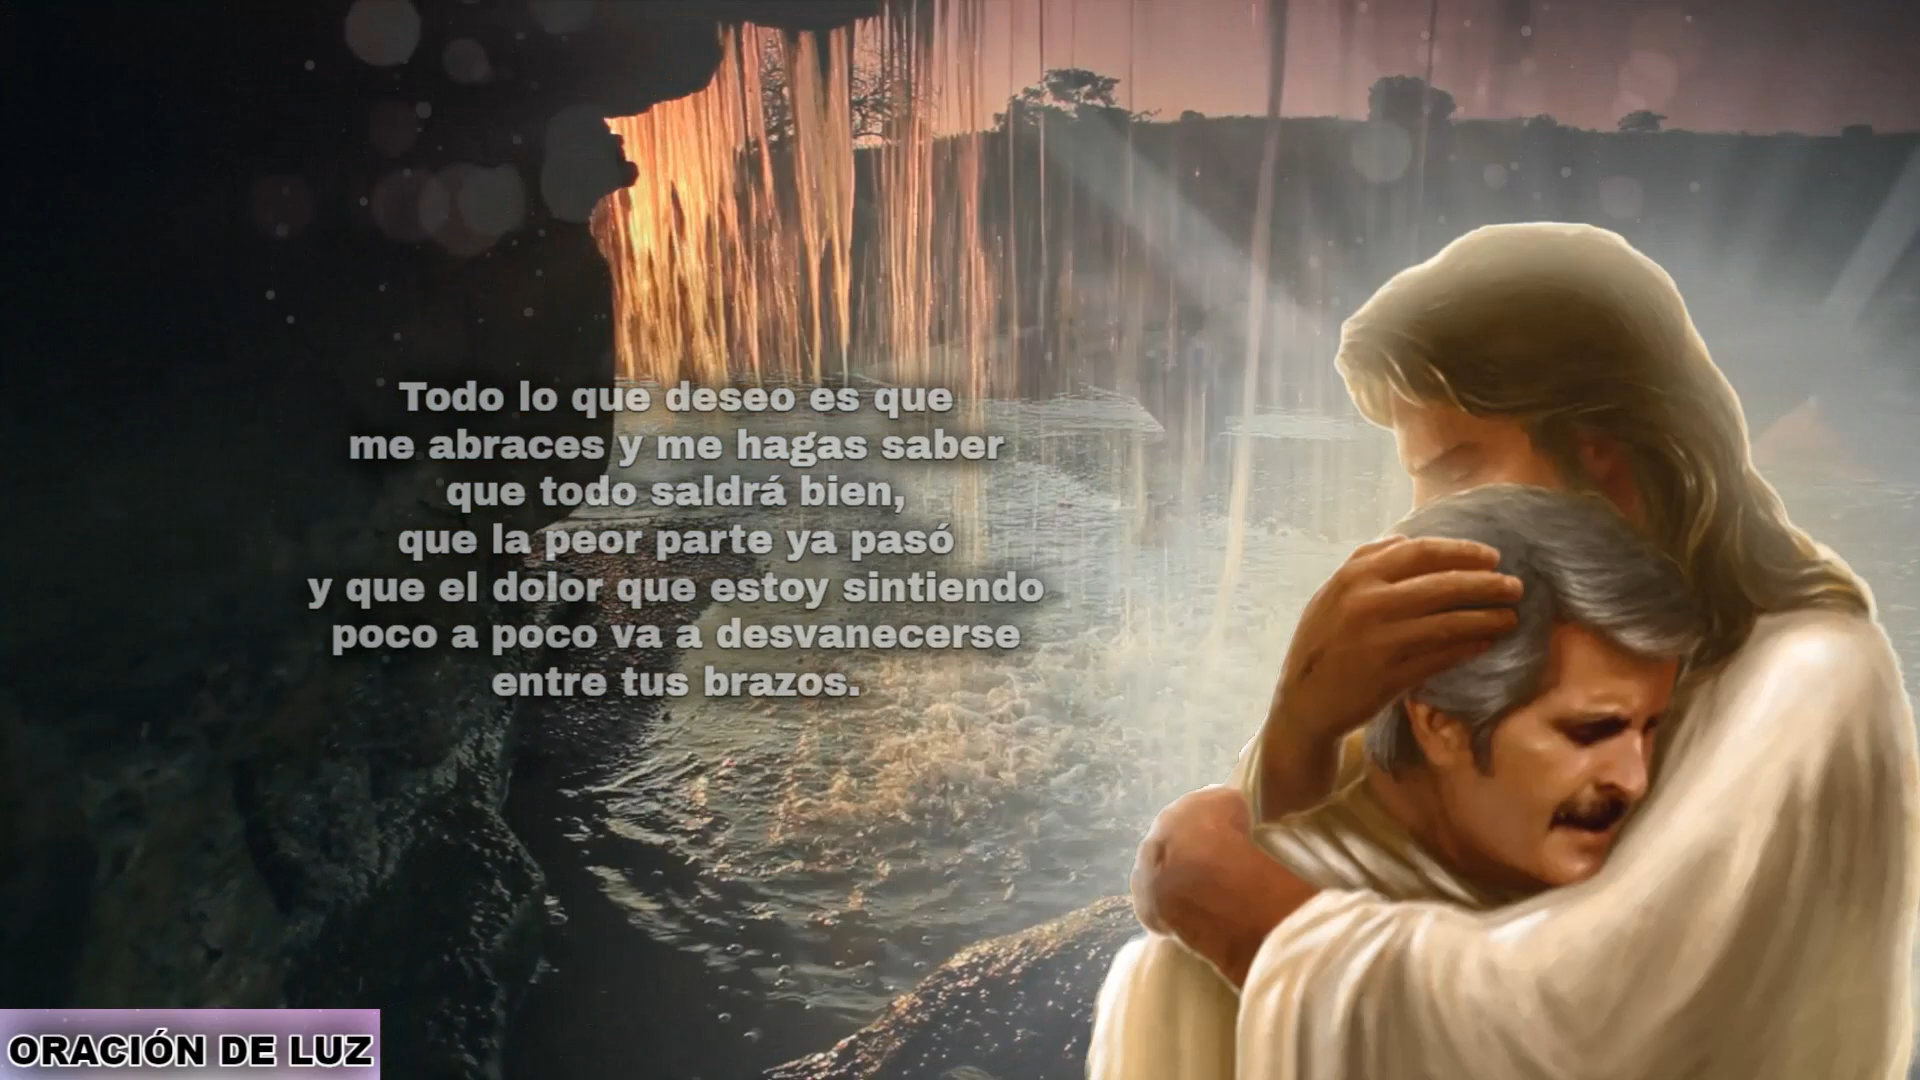 Todo lo que deseo es que
me abraces y me hagas saber
que todo saldrá bien,
que la peor parte ya pasó
y que el dolor que estoy sintiendo
poco a poco va a desvanecerse
entre tus brazos.
ORACIÓN DE LUZ